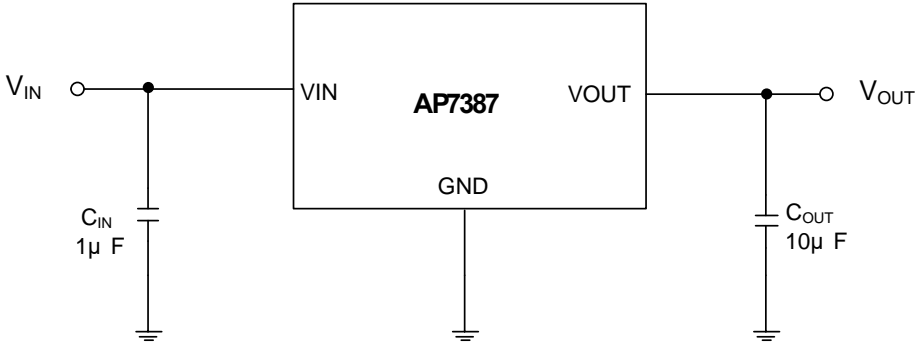 V_IN
VIN
AP7387
VOUT
V_OUT
GND
C_IN
1µ F
C_OUT
10µ F